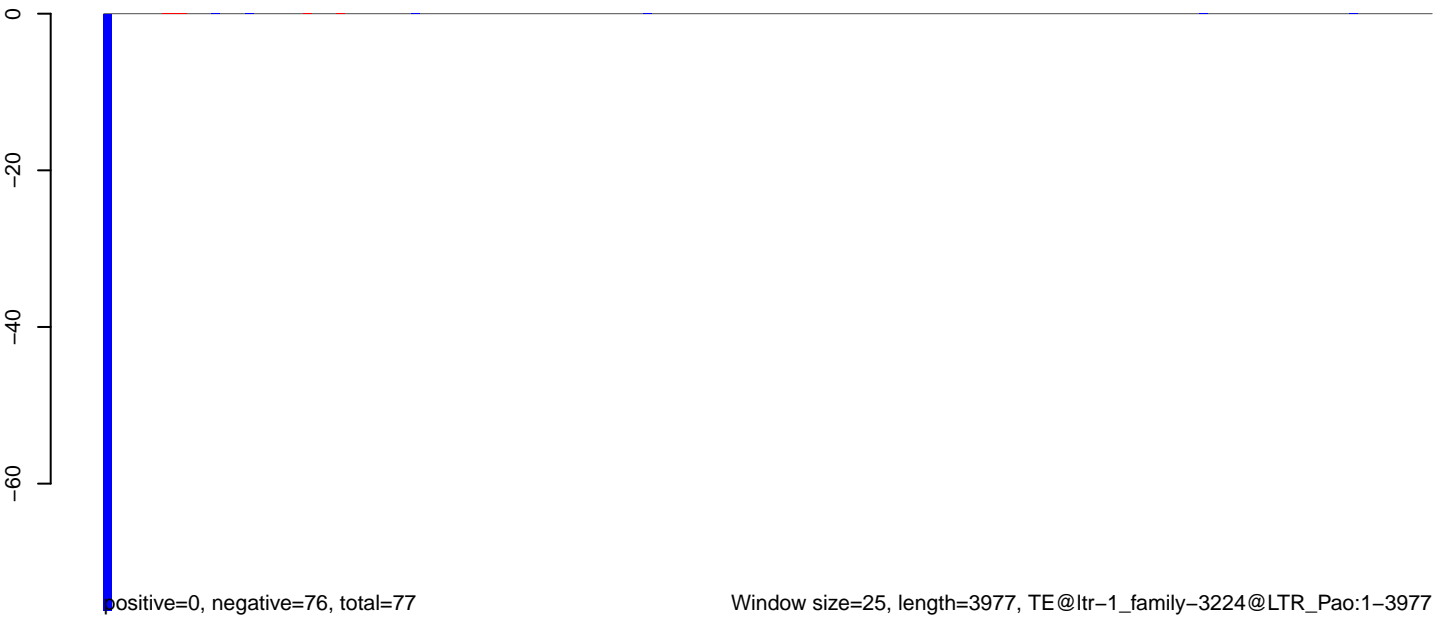 0
−20
−40
−60
positive=0, negative=76, total=77
Window size=25, length=3977, TE@ltr−1_family−3224@LTR_Pao:1−3977